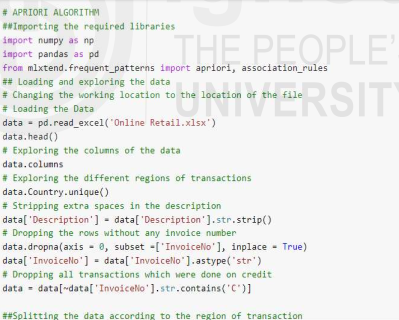 # APRIORI ALGORITHM
##Importing the required libraries
import numpy as np
import pandas as pd
from mlxtend.frequent_patterns import apriori, association_rules
## Loading and exploring the data
# Changing the working location to the location of the file
# Loading the Data
data = pd.read_excel('Online Retail.xlsx')
data.head()
# Exploring the columns of the data
data.columns
# Exploring the different regions of transactions
data.Country.unique()
# Stripping extra spaces in the description
data['Description'] = data['Description'].str.strip()
# Dropping the rows without any invoice number
data.dropna(axis = 0, subset =['InvoiceNo'], inplace = True)
data['InvoiceNo'] = data['InvoiceNo'].astype('str')
# Dropping all transactions which were done on credit
data = data[~data['InvoiceNo'].str.contains('C')]
##Splitting the data according to the region of transaction
THE PEOPLE'
UNIVERSITY